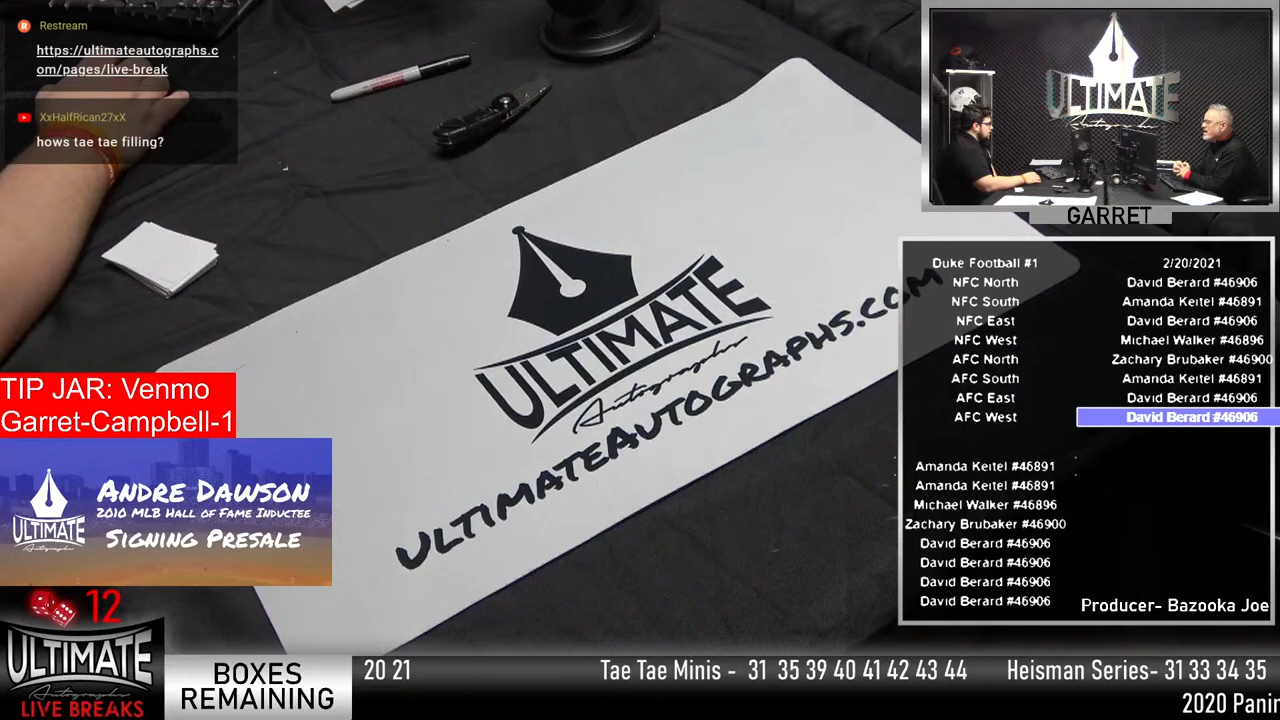 Restream
https://ultimateautographs.c
om/pages/live-break
XxHalfRican27xX
hows tae tae filling?
ULTIMATE
Autographs
ULTIMATEAUTOGRAPHS.COM
ULTIMATE
Autographs
GARRET
Duke Football #1 2/20/2021
NFC North David Berard #46906
NFC South Amanda Keitel #46891
NFC East David Berard #46906
NFC West Michael Walker #46896
AFC North Zachary Brubaker #46900
AFC South Amanda Keitel #46891
AFC East David Berard #46906
AFC West David Berard #46906
Amanda Keitel #46891
Amanda Keitel #46891
Michael Walker #46896
Zachary Brubaker #46900
David Berard #46906
David Berard #46906
David Berard #46906
David Berard #46906
Producer- Bazooka Joe
TIP JAR: Venmo
Garret-Campbell-1
ULTIMATE
Autographs
ANDRE DAWSON
2010 MLB HALL OF FAME INDUCTEE
SIGNING PRESALE
12
ULTIMATE
Autographs
LIVE BREAKS
BOXES
REMAINING
20 21 Tae Tae Minis - 31 35 39 40 41 42 43 44 Heisman Series- 31 33 34 35
2020 Panin